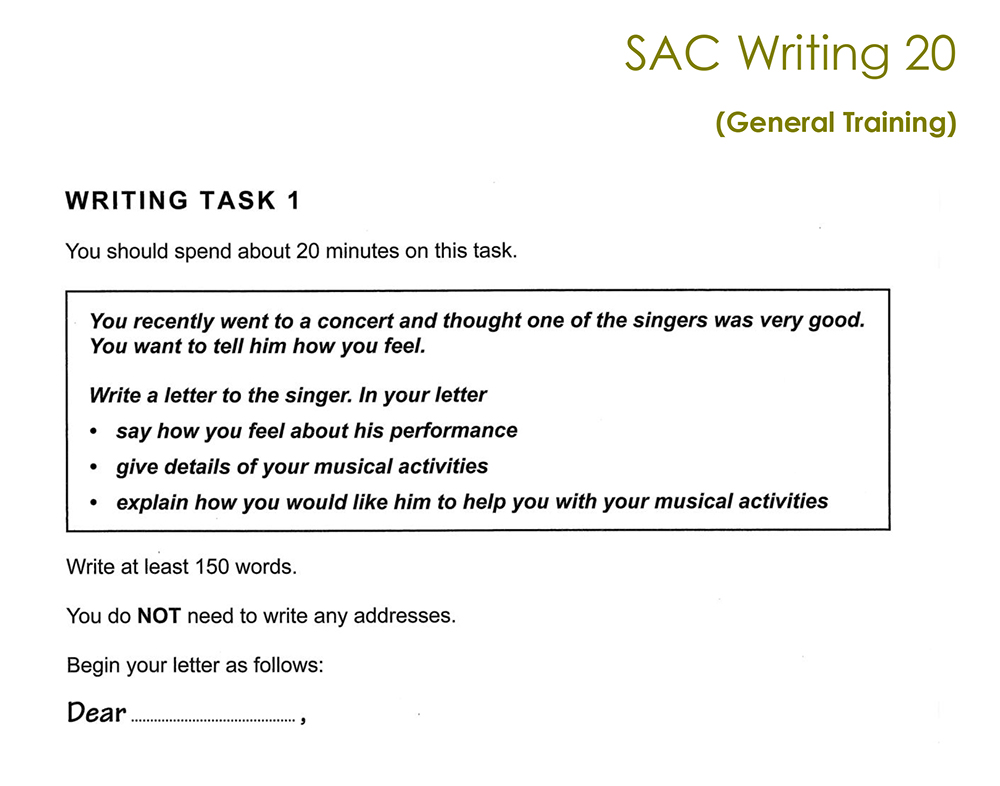 SAC Writing 20
(General Training)
WRITING TASK 1
You should spend about 20 minutes on this task.
You recently went to a concert and thought one of the singers was very good.
You want to tell him how you feel.
Write a letter to the singer. In your letter
• say how you feel about his performance
• give details of your musical activities
• explain how you would like him to help you with your musical activities
Write at least 150 words.
You do NOT need to write any addresses.
Begin your letter as follows:
Dear ........................................ ,